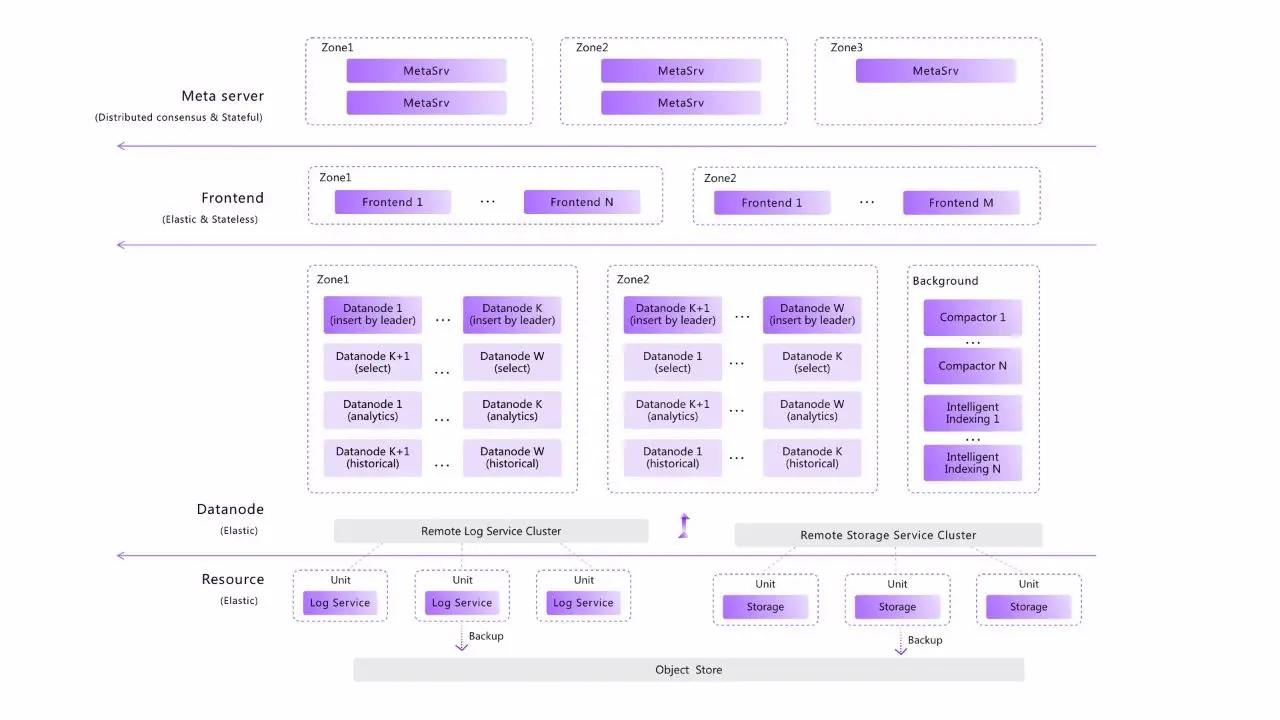 Zone1
Zone2
Zone3
MetaSrv
MetaSrv
MetaSrv
MetaSrv
MetaSrv
Meta server
(Distributed consensus & Stateful)
Zone1
Zone2
Frontend
(Elastic & Stateless)
Frontend 1
...
Frontend N
Frontend 1
...
Frontend M
Zone1
Datanode 1
(insert by leader)
...
Datanode K
(insert by leader)
Datanode K+1
(select)
...
Datanode W
(select)
Datanode 1
(analytics)
...
Datanode K
(analytics)
Datanode K+1
(historical)
...
Datanode W
(historical)
Zone2
Datanode K+1
(insert by leader)
...
Datanode W
(insert by leader)
Datanode 1
(select)
...
Datanode K
(select)
Datanode K+1
(analytics)
...
Datanode W
(analytics)
Datanode 1
(historical)
...
Datanode K
(historical)
Background
Compactor 1
...
Compactor N
Intelligent
Indexing 1
...
Intelligent
Indexing N
Datanode
(Elastic)
Remote Log Service Cluster
Remote Storage Service Cluster
Resource
(Elastic)
Unit
Log Service
Unit
Log Service
Unit
Log Service
Unit
Storage
Unit
Storage
Unit
Storage
Backup
Backup
Object Store